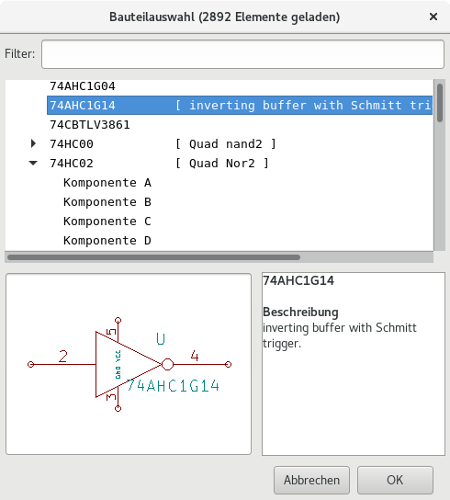 Bauteilauswahl (2892 Elemente geladen)
Filter:
74AHC1G04
74AHC1G14 [ inverting buffer with Schmitt tri
74CBTLV3861
74HC00 [ Quad nand2 ]
74HC02 [ Quad Nor2 ]
Komponente A
Komponente B
Komponente C
Komponente D
74AHC1G14
Beschreibung
inverting buffer with Schmitt
trigger.
5
U
2
GND VCC
4
74AHC1G14
3
Abbrechen
OK